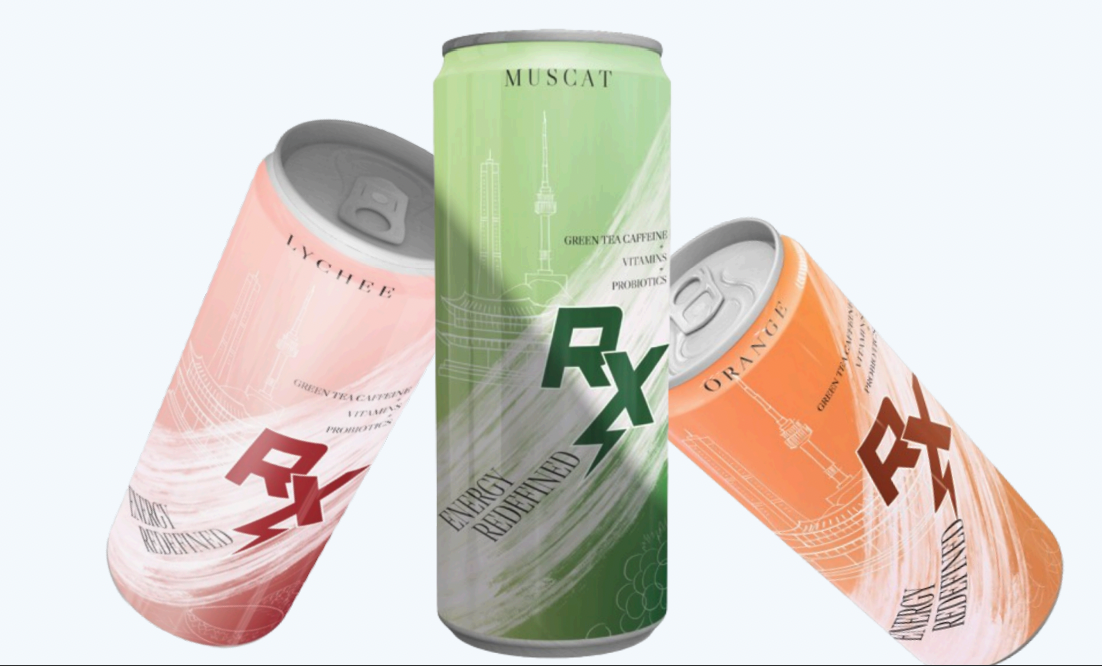 LYCHEE
GREEN TEA CAFFEINE
+
VITAMINS
+
PROBIOTICS
RX
ENERGY
REDEFINED
MUSCAT
GREEN TEA CAFFEINE
+
VITAMINS
+
PROBIOTICS
RX
ENERGY
REDEFINED
ORANGE
GREEN TEA CAFFEINE
+
VITAMINS
+
PROBIOTICS
RX
ENERGY
REDEFINED